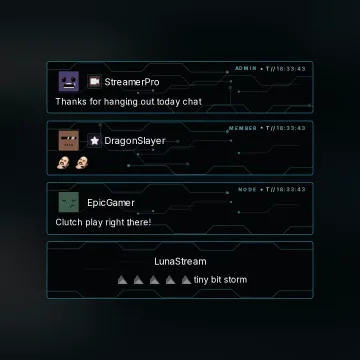 ADMIN • T//18:33:43
StreamerPro
Thanks for hanging out today chat
MEMBER • T//18:33:43
DragonSlayer
NODE • T//18:33:43
EpicGamer
Clutch play right there!
LunaStream
tiny bit storm